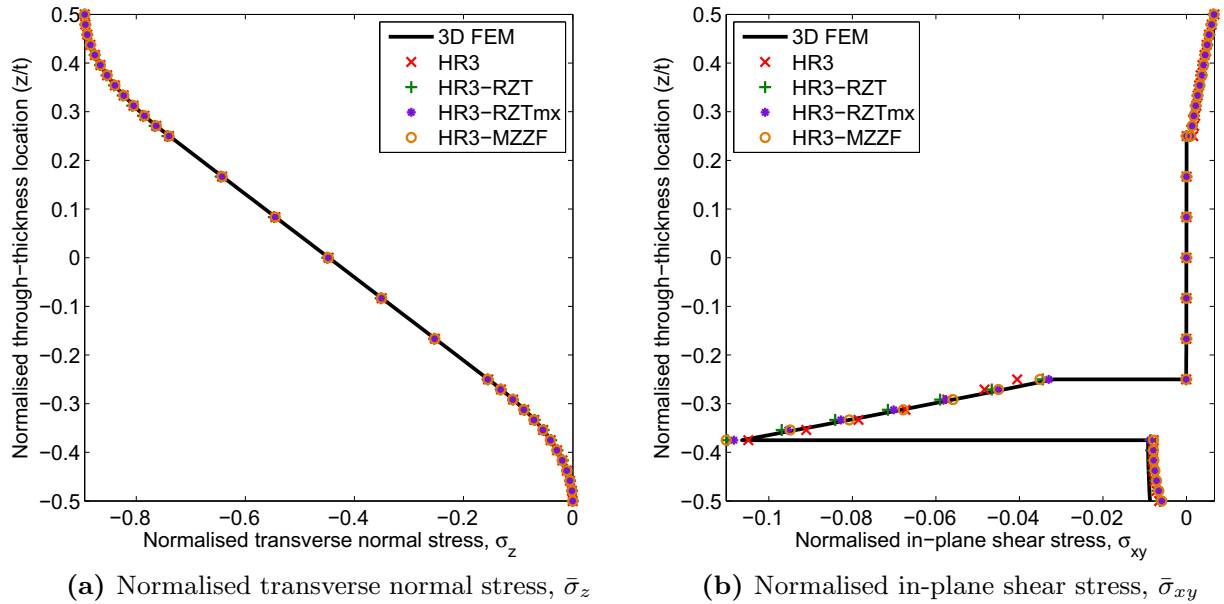 0.5
0.4
0.3
0.2
0.1
0
−0.1
−0.2
−0.3
−0.4
−0.5
Normalised through−thickness location (z/t)
3D FEM
HR3
HR3−RZT
HR3−RZTmx
HR3−MZZF
−0.8 −0.6 −0.4 −0.2 0
Normalised transverse normal stress, σz
(a) Normalised transverse normal stress, σ̄z
0.5
0.4
0.3
0.2
0.1
0
−0.1
−0.2
−0.3
−0.4
−0.5
Normalised through−thickness location (z/t)
3D FEM
HR3
HR3−RZT
HR3−RZTmx
HR3−MZZF
−0.1 −0.08 −0.06 −0.04 −0.02 0
Normalised in−plane shear stress, σxy
(b) Normalised in-plane shear stress, σ̄xy